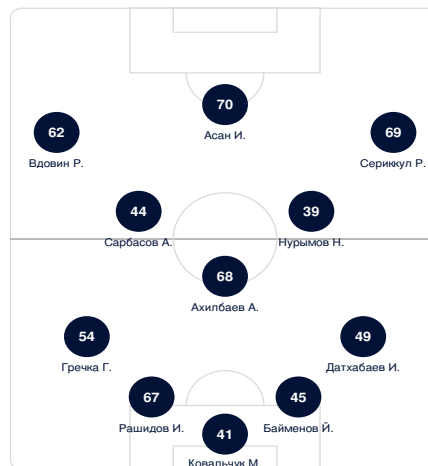 70
Асан И.
62
Вдовин Р.
69
Сериккул Р.
44
Сарбасов А.
39
Нурымов Н.
68
Ахилбаев А.
54
Гречка Г.
49
Датхабаев И.
67
Рашидов И.
45
Байменов Й.
41
Ковальчук М.